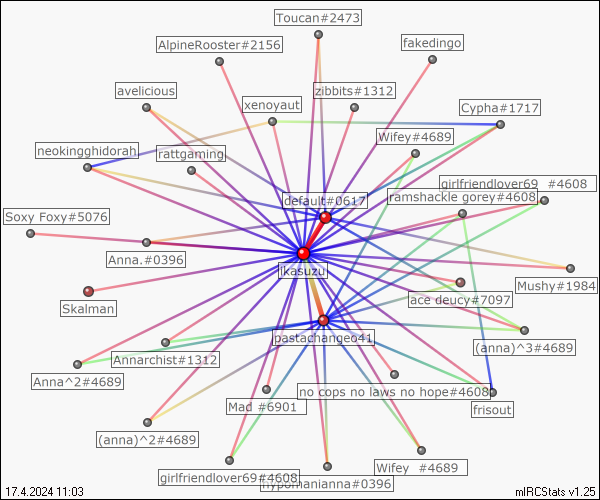 Toucan#2473
AlpineRooster#2156
fakedingo
avelicious
zibbits#1312
xenoyaut
Cypha#1717
Wifey#4689
neokingghidorah
rattgaming
girlfriendlover69 #4608
ramshackle gorey#4608
default#0617
Soxy Foxy#5076
Anna.#0396
ikasuzu
Mushy#1984
Skalman
ace deucy#7097
pastachangeo41
(anna)^3#4689
Annarchist#1312
Anna^2#4689
no cops no laws no hope#4608
Mad #6901
frisout
(anna)^2#4689
Wifey #4689
girlfriendlover69#4608
hypomanianna#0396
17.4.2024 11:03
mIRCStats v1.25